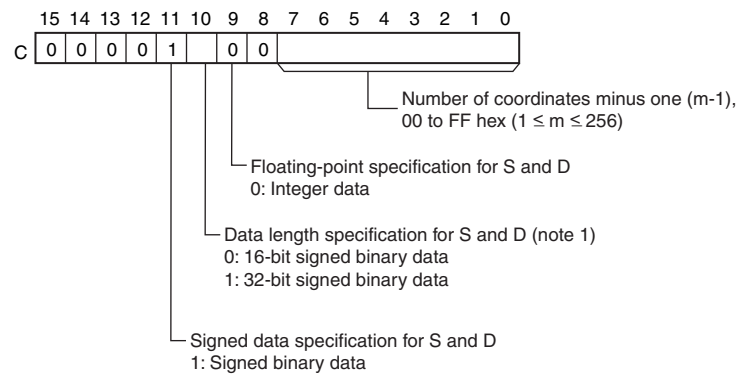 15 14 13 12 11 10 9 8 7 6 5 4 3 2 1 0
C 0 0 0 0 1 0 0
Number of coordinates minus one (m-1),
00 to FF hex (1 ≤ m ≤ 256)
Floating-point specification for S and D
0: Integer data
Data length specification for S and D (note 1)
0: 16-bit signed binary data
1: 32-bit signed binary data
Signed data specification for S and D
1: Signed binary data